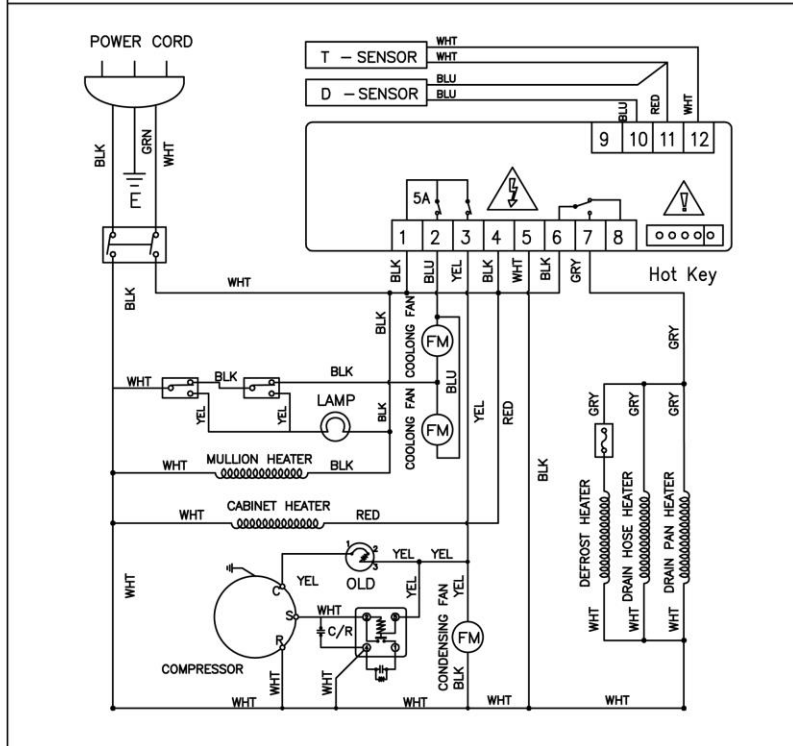 POWER CORD
WHT
T - SENSOR
WHT
BLU
D - SENSOR
BLU
BLU
RED
WHT
9 10 11 12
BLK
GRN
WHT
E
5A
1 2 3 4 5 6 7 8
Hot Key
BLK
BLU
YEL
BLK
WHT
BLK
GRY
WHT
BLK
BLK
COOLONG FAN
FM
GRY
WHT
BLK
BLK
YEL
YEL
LAMP
BLK
COOLONG FAN
FM
BLU
YEL
RED
GRY
GRY
GRY
MULLION HEATER
WHT
BLK
BLK
CABINET HEATER
WHT
RED
DEFROST HEATER
DRAIN HOSE HEATER
DRAIN PAN HEATER
WHT
1
2
3
YEL
YEL
YEL
OLD
C
YEL
YEL
S
WHT
C/R
R
CONDENSING FAN
FM
WHT
WHT
WHT
COMPRESSOR
WHT
WHT
BLK
WHT
WHT
WHT
WHT